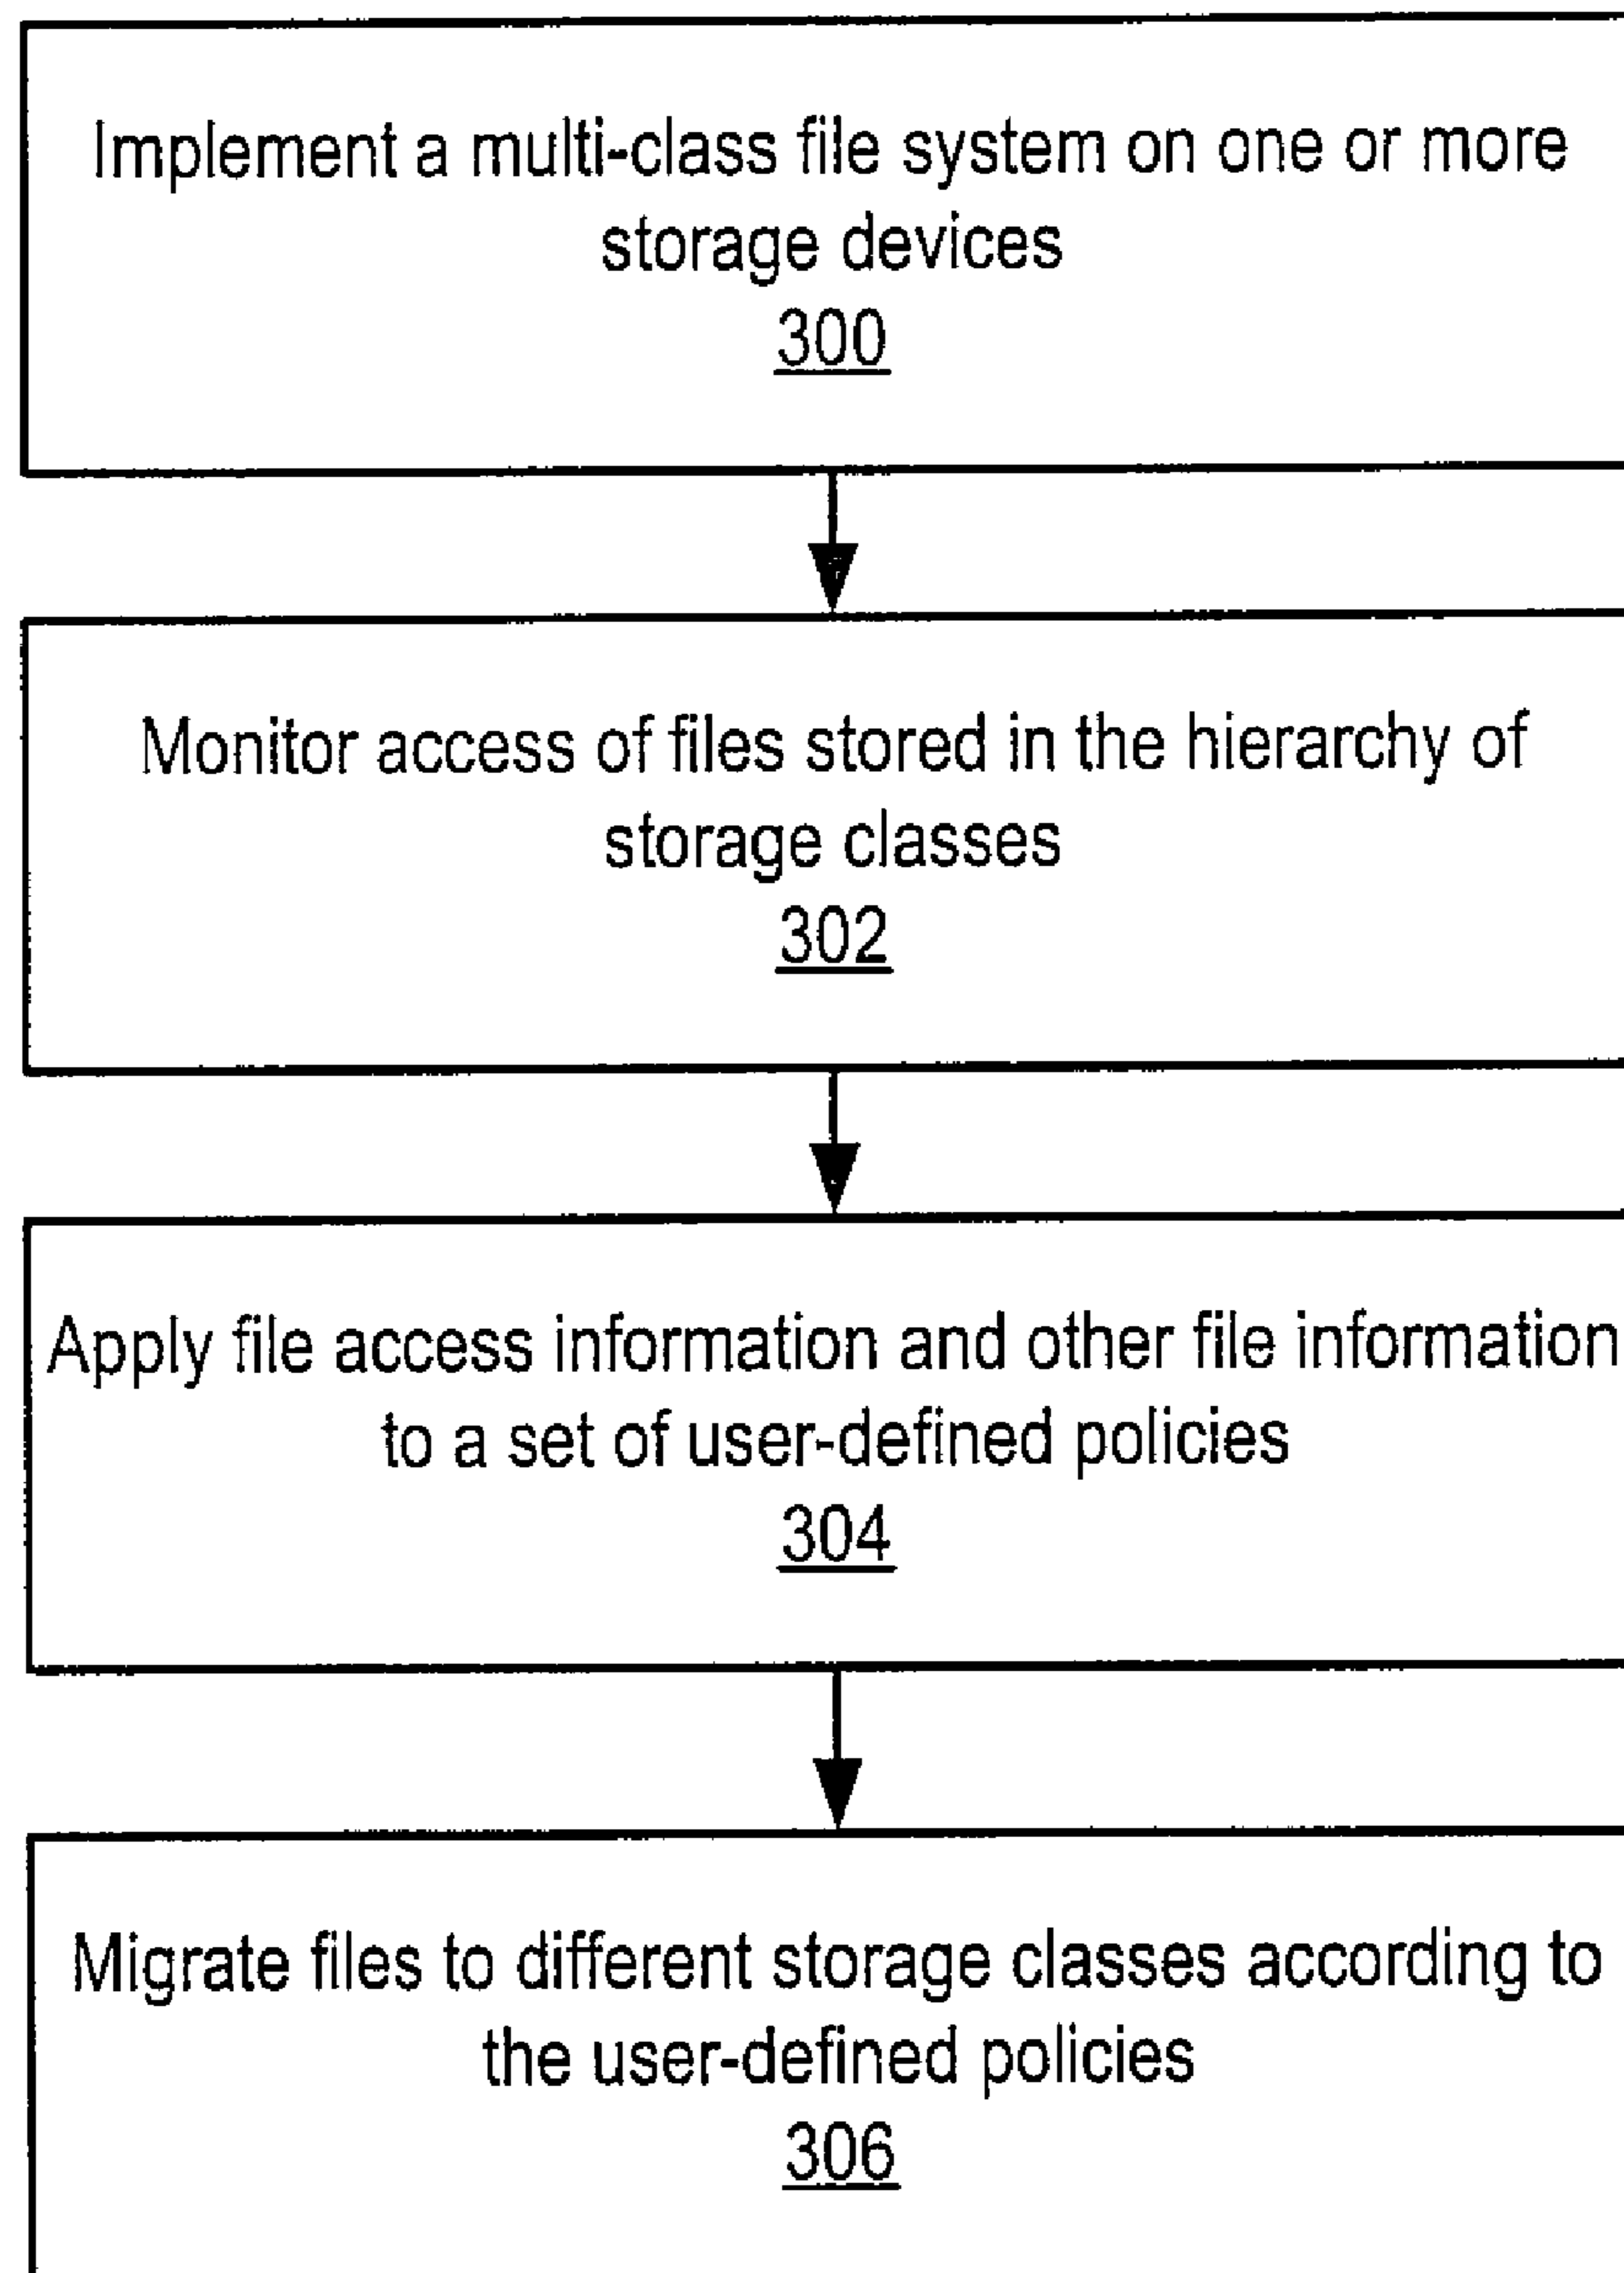 Implement a multi-class file system on one or more
storage devices
300
Monitor access of files stored in the hierarchy of
storage classes
302
Apply file access information and other file information
to a set of user-defined policies
304
Migrate files to different storage classes according to
the user-defined policies
306